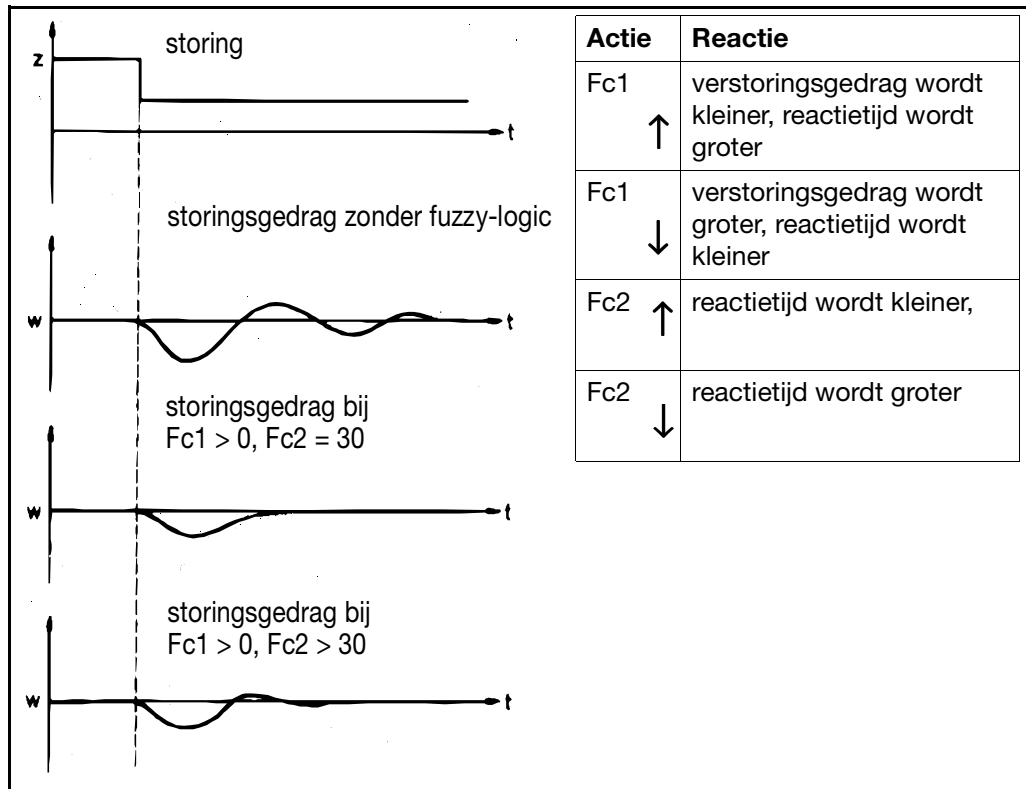 storing
z
t
storingsgedrag zonder fuzzy-logic
w
t
storingsgedrag bij
Fc1 > 0, Fc2 = 30
w
t
storingsgedrag bij
Fc1 > 0, Fc2 > 30
w
t
Actie Reactie
Fc1 ↑ verstoringsgedrag wordt
kleiner, reactietijd wordt
groter
Fc1 ↓ verstoringsgedrag wordt
groter, reactietijd wordt
kleiner
Fc2 ↑ reactietijd wordt kleiner,
Fc2 ↓ reactietijd wordt groter